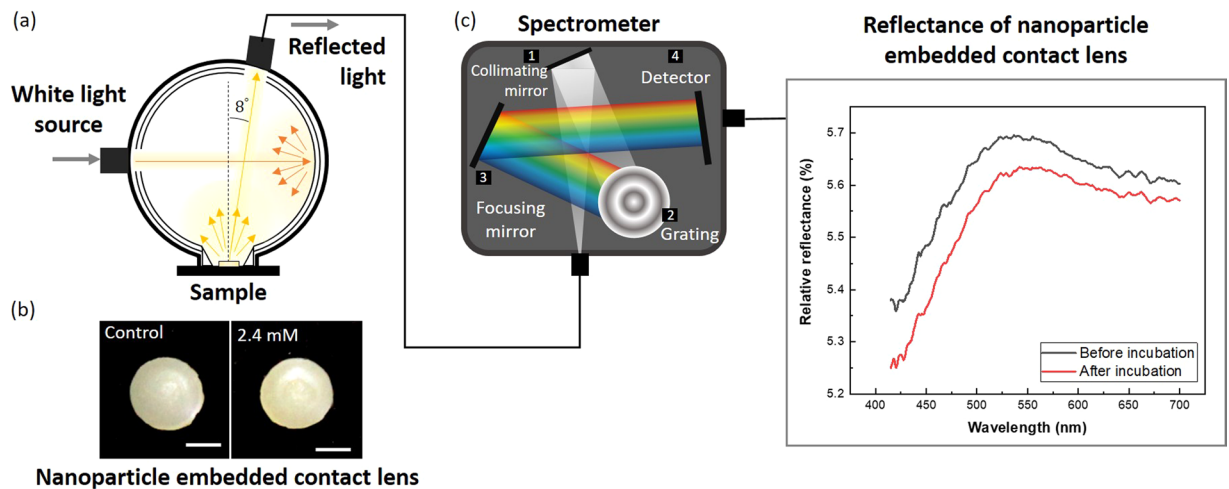 (a)
Reflected
light
White light
source
8°
Sample
(b)
Control
2.4 mM
Nanoparticle embedded contact lens
(c)
Spectrometer
1
Collimating
mirror
4
Detector
3
Focusing
mirror
2
Grating
Reflectance of nanoparticle
embedded contact lens
Relative reflectance (%)
5.7
5.6
5.5
5.4
5.3
5.2
Before incubation
After incubation
400 450 500 550 600 650 700
Wavelength (nm)